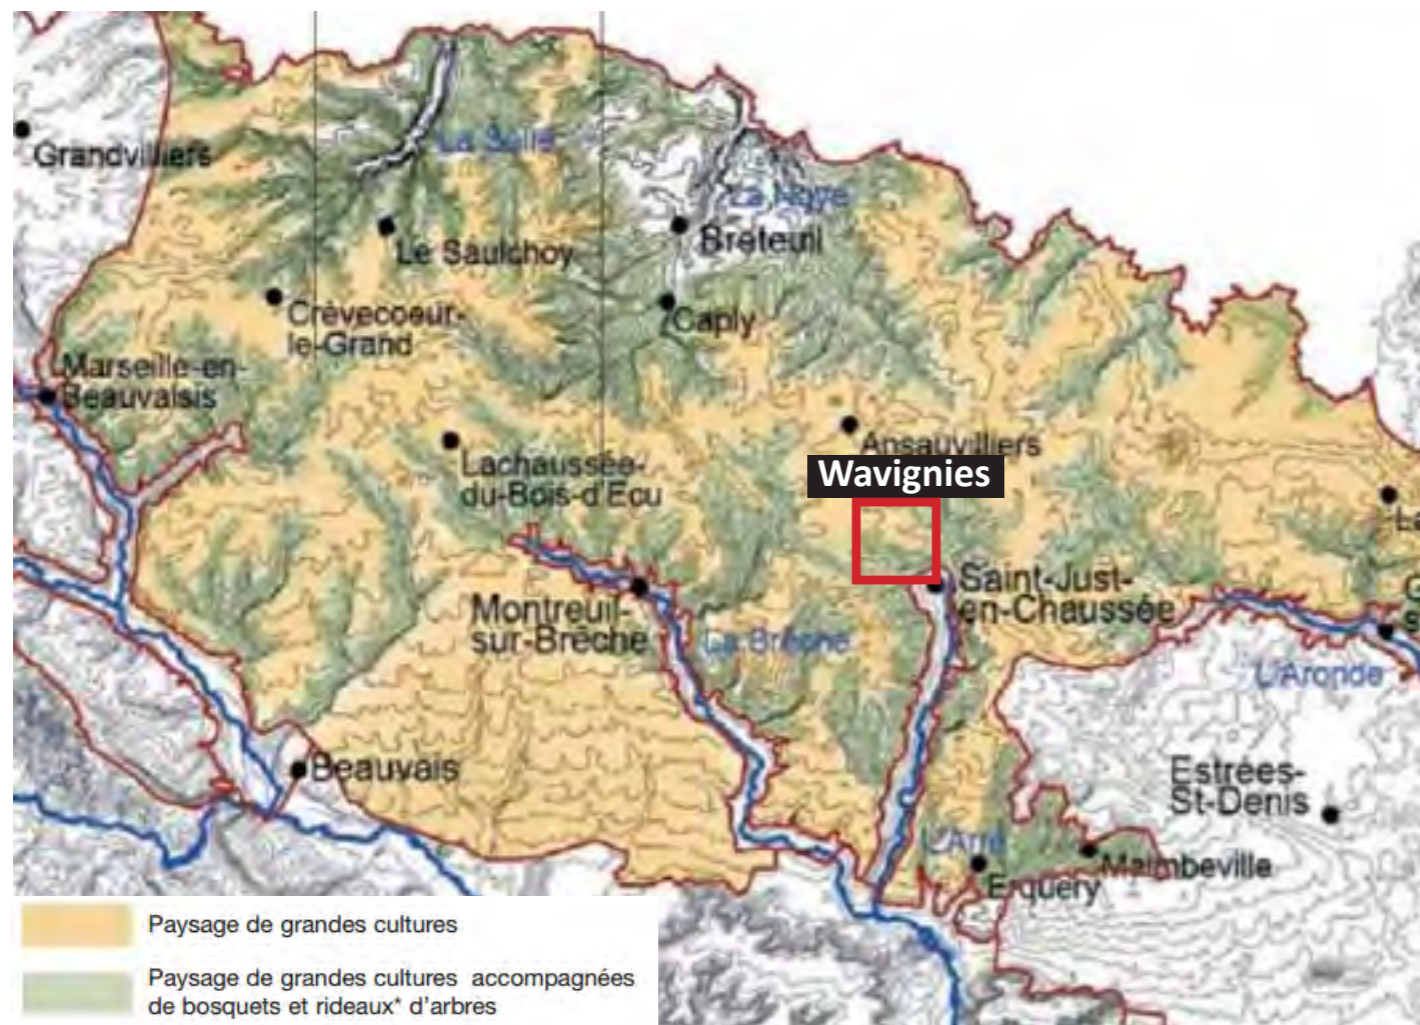 La Selle
Grandvilliers
La Noye
Breteuil
Le Saulchoy
Crèvecoeur-
le-Grand
Caply
Marseille-en-
Beauvaisis
Ansauvilliers
Lachaussée-
du-Bois-d'Ecu
Wavignies
Saint-Just-
en-Chaussée
Montreuil-
sur-Brèche
La Brèche
L'Aronde
Beauvais
Estrées-
St-Denis
L'Arré
Maimbeville
Erquery
Paysage de grandes cultures
Paysage de grandes cultures accompagnées
de bosquets et rideaux* d'arbres